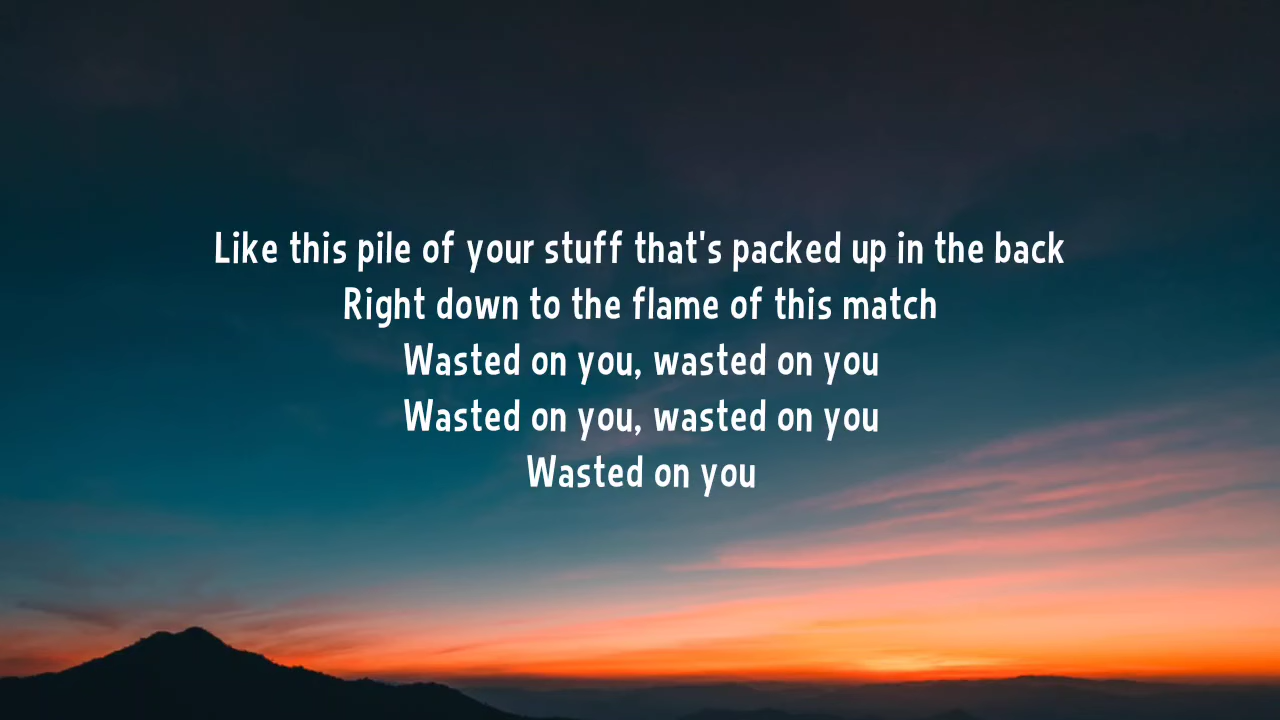 Like this pile of your stuff that's packed up in the back
Right down to the flame of this match
Wasted on you, wasted on you
Wasted on you, wasted on you
Wasted on you